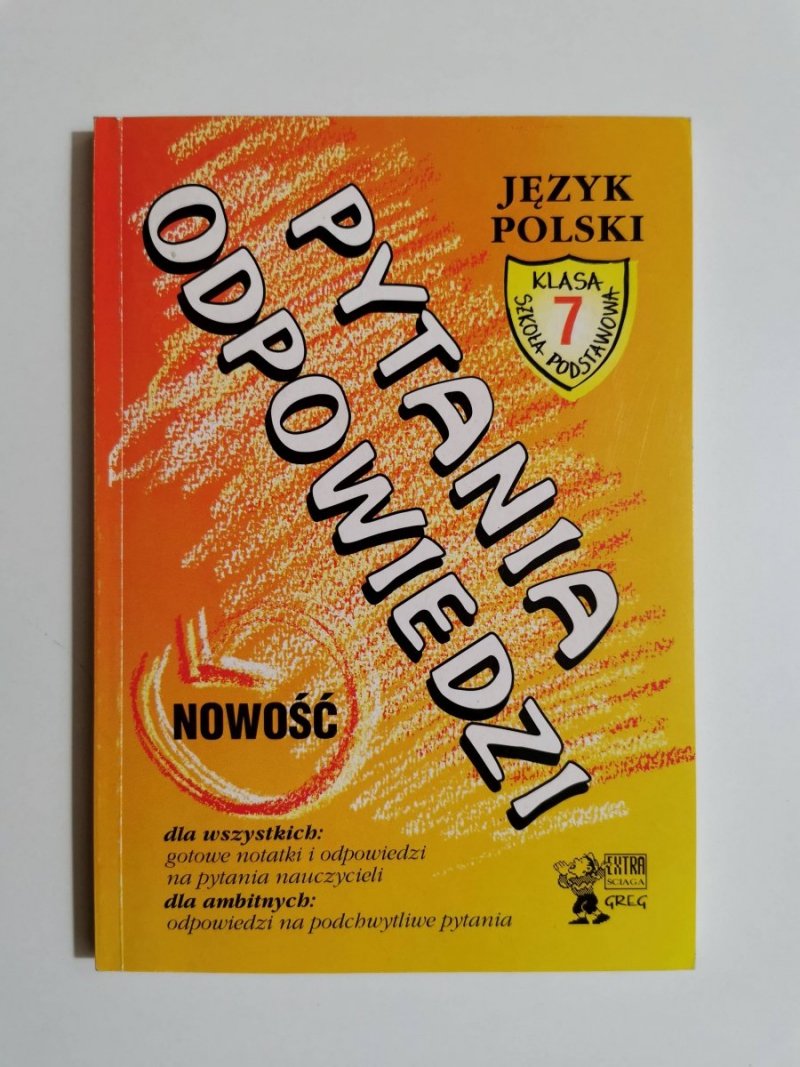 JĘZYK
POLSKI
KLASA
7
SZKOŁA PODSTAWOWA
PYTANIA
ODPOWIEDZI
NOWOŚĆ
dla wszystkich:
gotowe notatki i odpowiedzi
na pytania nauczycieli
dla ambitnych:
odpowiedzi na podchwytliwe pytania
EXTRA
ŚCIĄGA
GREG